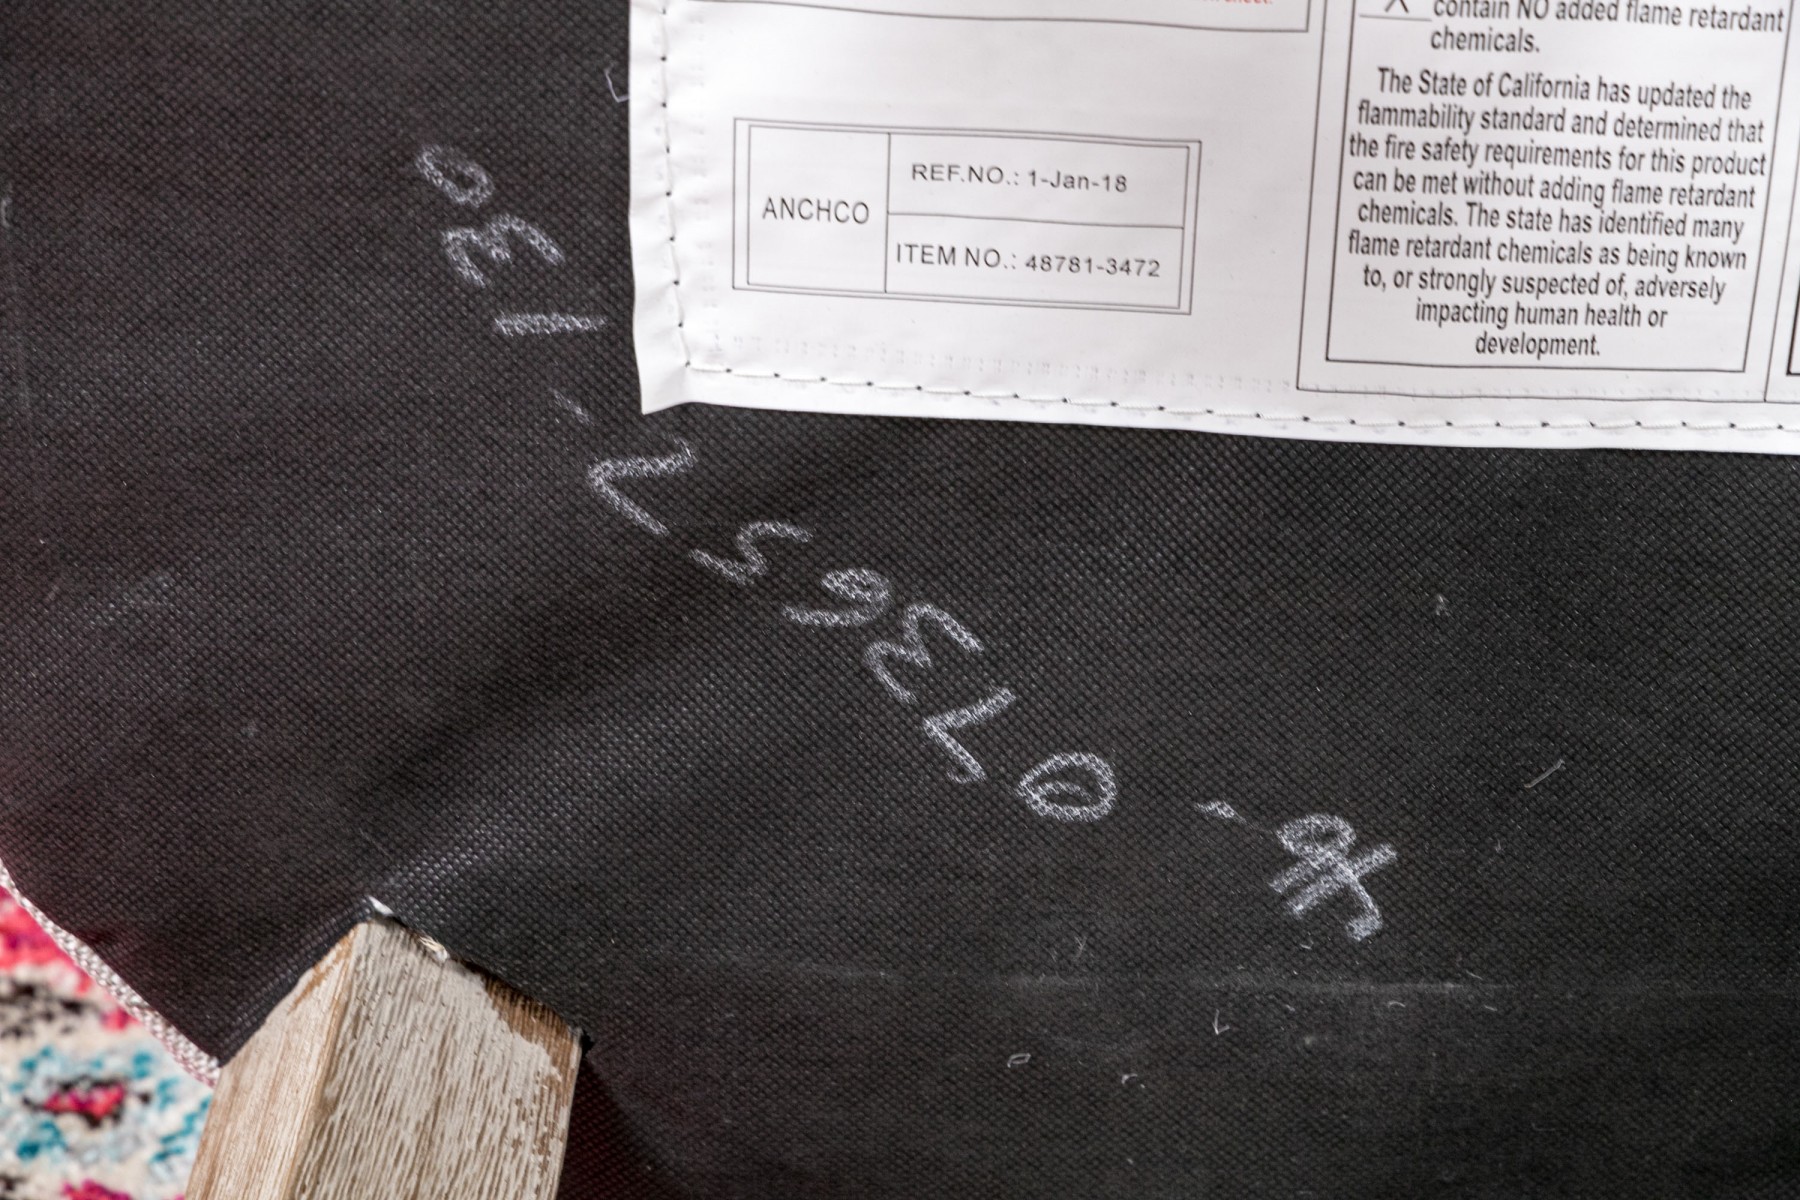 contain NO added flame retardant
chemicals.
The State of California has updated the
flammability standard and determined that
the fire safety requirements for this product
can be met without adding flame retardant
chemicals. The state has identified many
flame retardant chemicals as being known
to, or strongly suspected of, adversely
impacting human health or
development.
ANCHCO
REF.NO.: 1-Jan-18
ITEM NO.: 48781-3472
073657-130